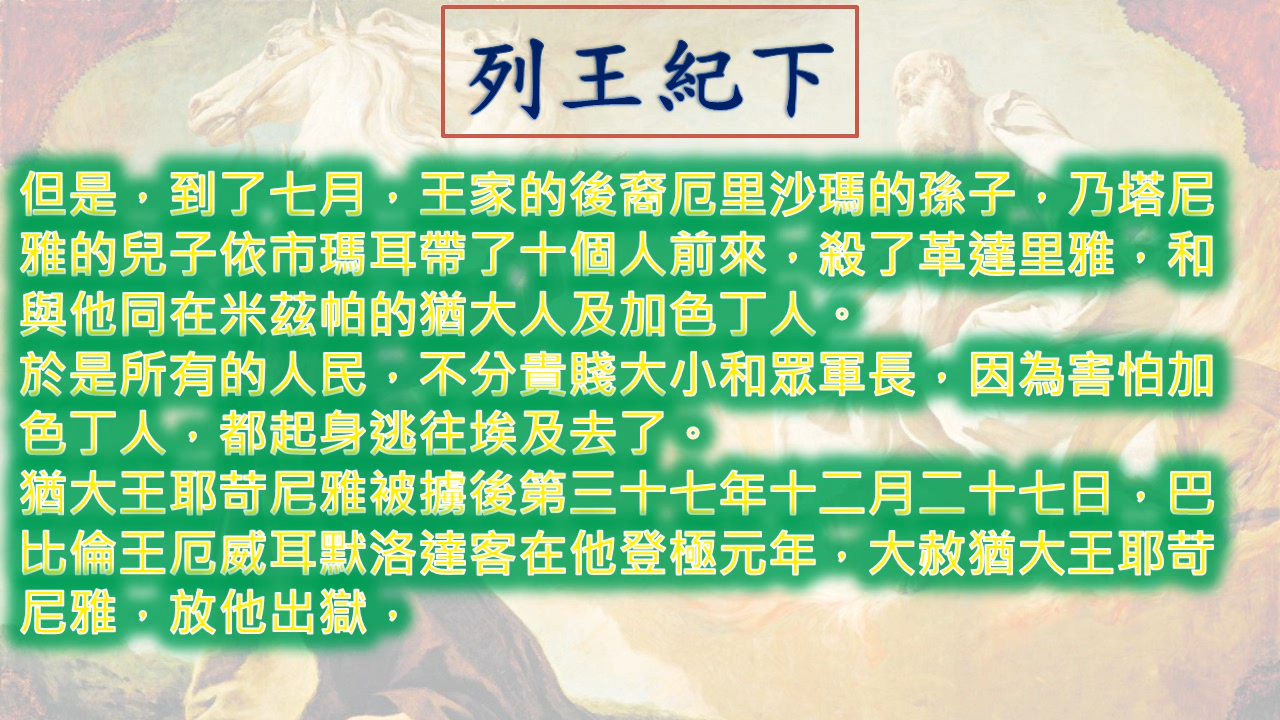 列王紀下
但是，到了七月，王家的後裔厄里沙瑪的孫子，乃塔尼
雅的兒子依市瑪耳帶了十個人前來，殺了革達里雅，和
與他同在米茲帕的猶大人及加色丁人。
於是所有的人民，不分貴賤大小和眾軍長，因為害怕加
色丁人，都起身逃往埃及去了。
猶大王耶苛尼雅被擄後第三十七年十二月二十七日，巴
比倫王厄威耳默洛達客在他登極元年，大赦猶大王耶苛
尼雅，放他出獄，